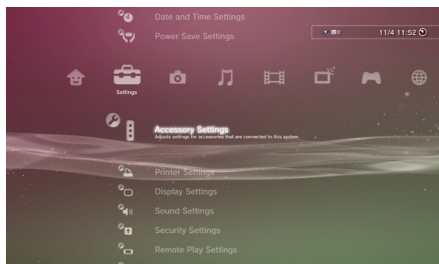 Date and Time Settings
Power Save Settings
11/4 11:52
Settings
Accessory Settings
Adjusts settings for accessories that are connected to this system.
Printer Settings
Display Settings
Sound Settings
Security Settings
Remote Play Settings